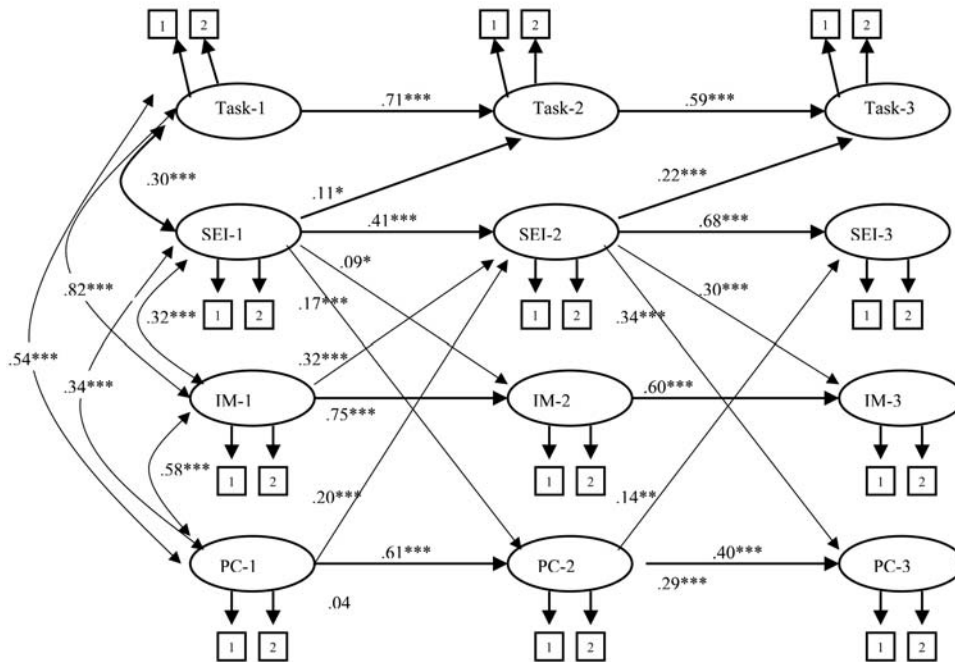 1 2 1 2 1 2
Task-1 .71*** Task-2 .59*** Task-3
.30*** .11* .22***
SEI-1 .41*** SEI-2 .68*** SEI-3
.09*
.82*** .32*** 1 2 .17*** 1 2 .34*** .30*** 1 2
.54*** .34*** .32***
IM-1 .75*** IM-2 .60*** IM-3
.58*** 1 2 1 2 1 2
.20*** .14**
PC-1 .61*** PC-2 .40*** PC-3
.04 .29***
1 2 1 2 1 2